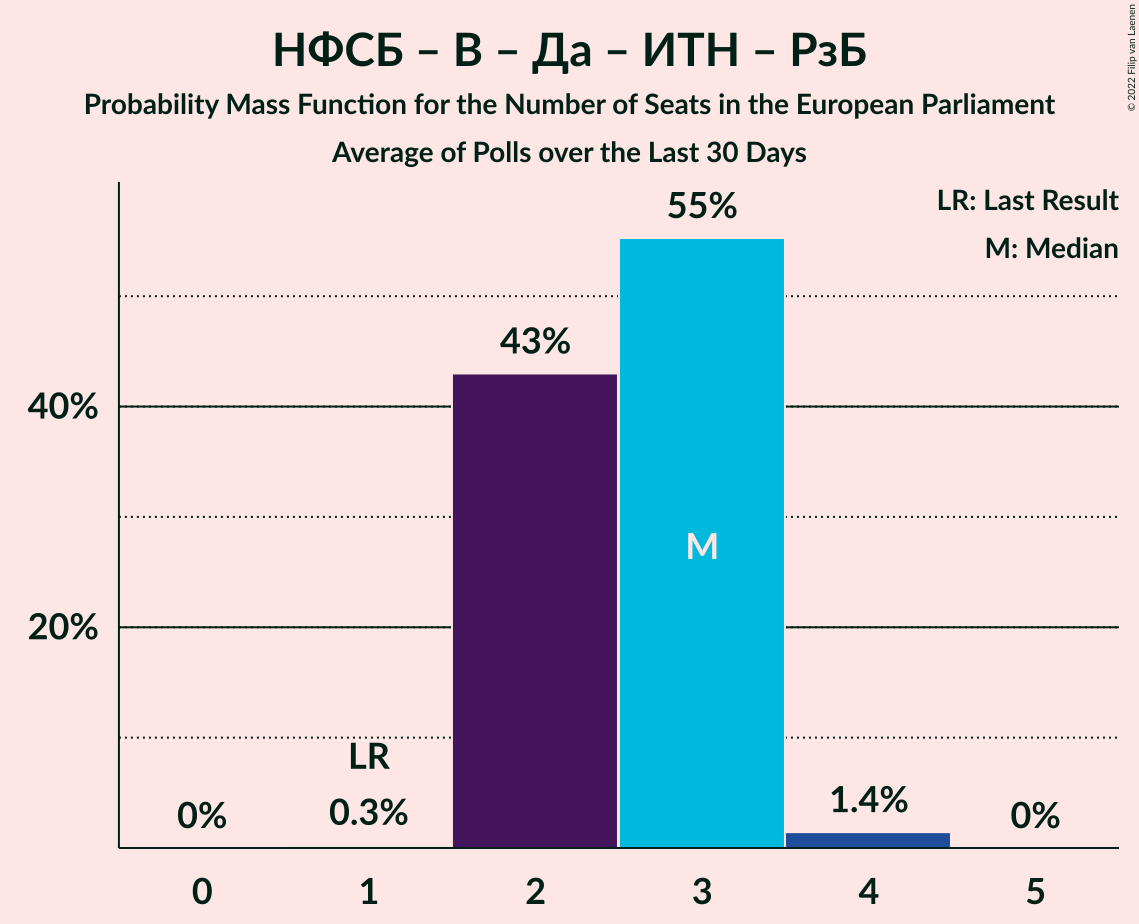 НФСБ – В – Да – ИТН – РзБ
Probability Mass Function for the Number of Seats in the European Parliament
Average of Polls over the Last 30 Days
© 2022 Filip van Laenen
LR: Last Result
M: Median
55%
43%
40%
M
20%
LR
0%
0.3%
1.4%
0%
0
1
2
3
4
5